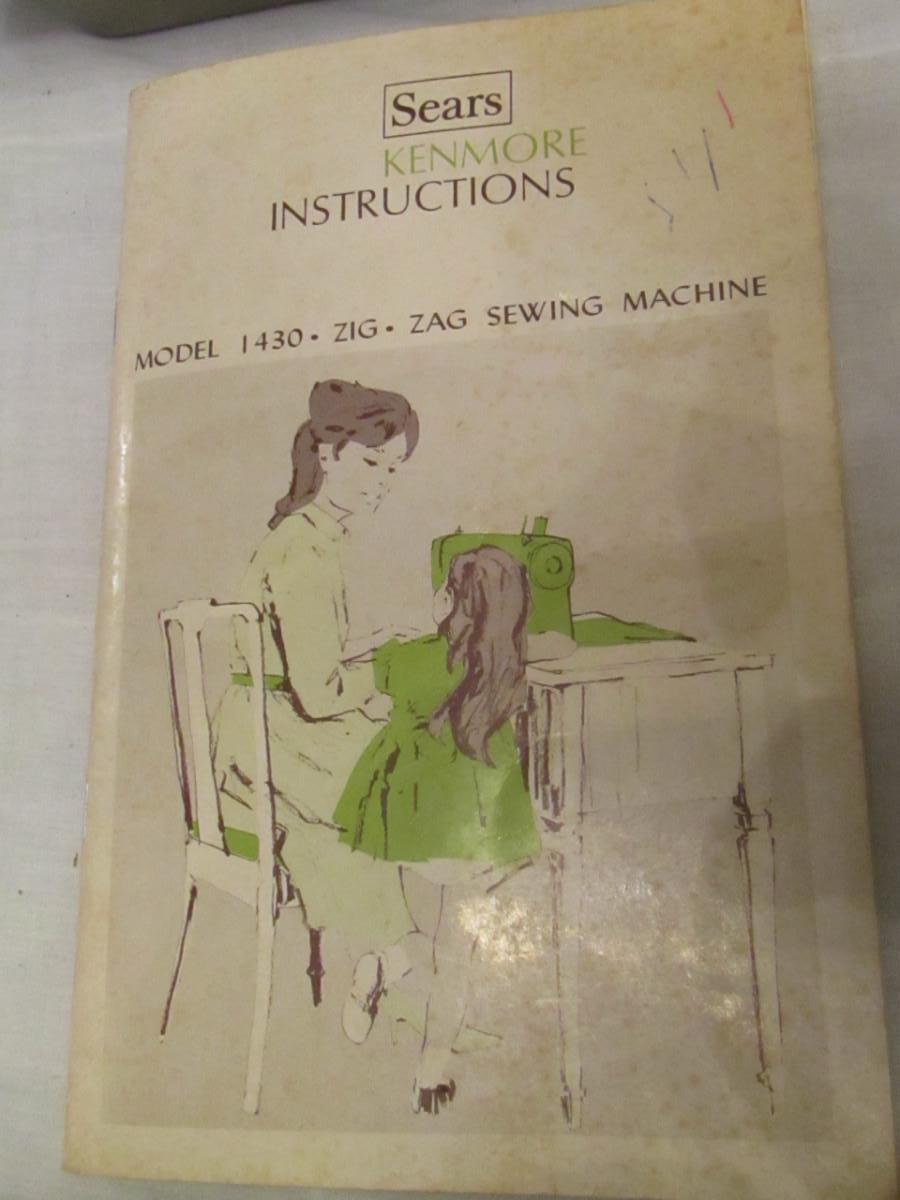 Sears
KENMORE
INSTRUCTIONS
MODEL 1430 • ZIG • ZAG SEWING MACHINE